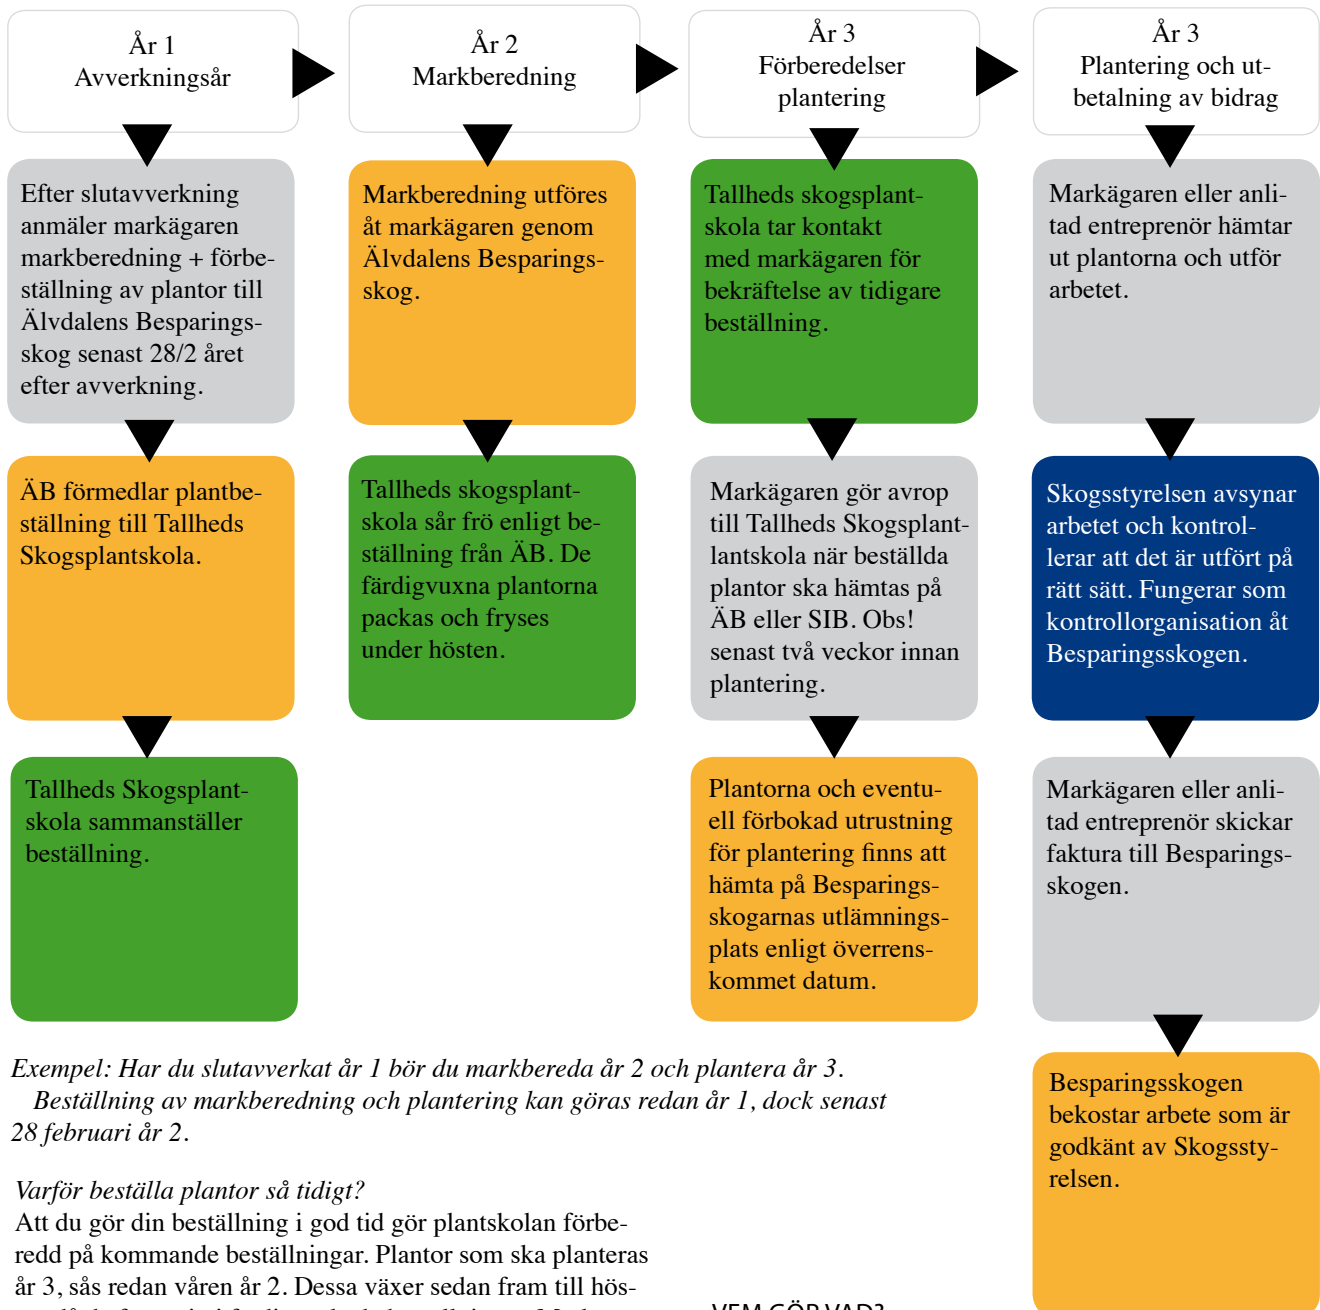 År 1
Avverkningsår
År 2
Markberedning
År 3
Förberedelser
plantering
År 3
Plantering och ut-
betalning av bidrag
Efter slutavverkning
anmäler markägaren
markberedning + förbe-
ställning av plantor till
Älvdalens Besparings-
skog senast 28/2 året
efter avverkning.
ÄB förmedlar plantbe-
ställning till Tallheds
Skogsplantskola.
Tallheds Skogsplant-
skola sammanställer
beställning.
Markberedning utföres
åt markägaren genom
Älvdalens Besparings-
skog.
Tallheds skogsplant-
skola sår frö enligt be-
ställning från ÄB. De
färdigvuxna plantorna
packas och fryses
under hösten.
Tallheds skogsplant-
skola tar kontakt
med markägaren för
bekräftelse av tidigare
beställning.
Markägaren gör avrop
till Tallheds Skogsplant-
lantskola när beställda
plantor ska hämtas på
ÄB eller SIB. Obs!
senast två veckor innan
plantering.
Plantorna och eventu-
ell förbokad utrustning
för plantering finns att
hämta på Besparings-
skogarnas utlämnings-
plats enligt överrens-
kommet datum.
Markägaren eller anli-
tad entreprenör hämtar
ut plantorna och utför
arbetet.
Skogsstyrelsen avsynar
arbetet och kontrol-
lerar att det är utfört på
rätt sätt. Fungerar som
kontrollorganisation åt
Besparingsskogen.
Markägaren eller anli-
tad entreprenör skickar
faktura till Besparings-
skogen.
Besparingsskogen
bekostar arbete som är
godkänt av Skogssty-
relsen.
Exempel: Har du slutavverkat år 1 bör du markbereda år 2 och plantera år 3.
Beställning av markberedning och plantering kan göras redan år 1, dock senast
28 februari år 2.
Varför beställa plantor så tidigt?
Att du gör din beställning i god tid gör plantskolan förbe-
redd på kommande beställningar. Plantor som ska planteras
år 3, sås redan våren år 2. Dessa växer sedan fram till hös-
VEM GÖR VAD?